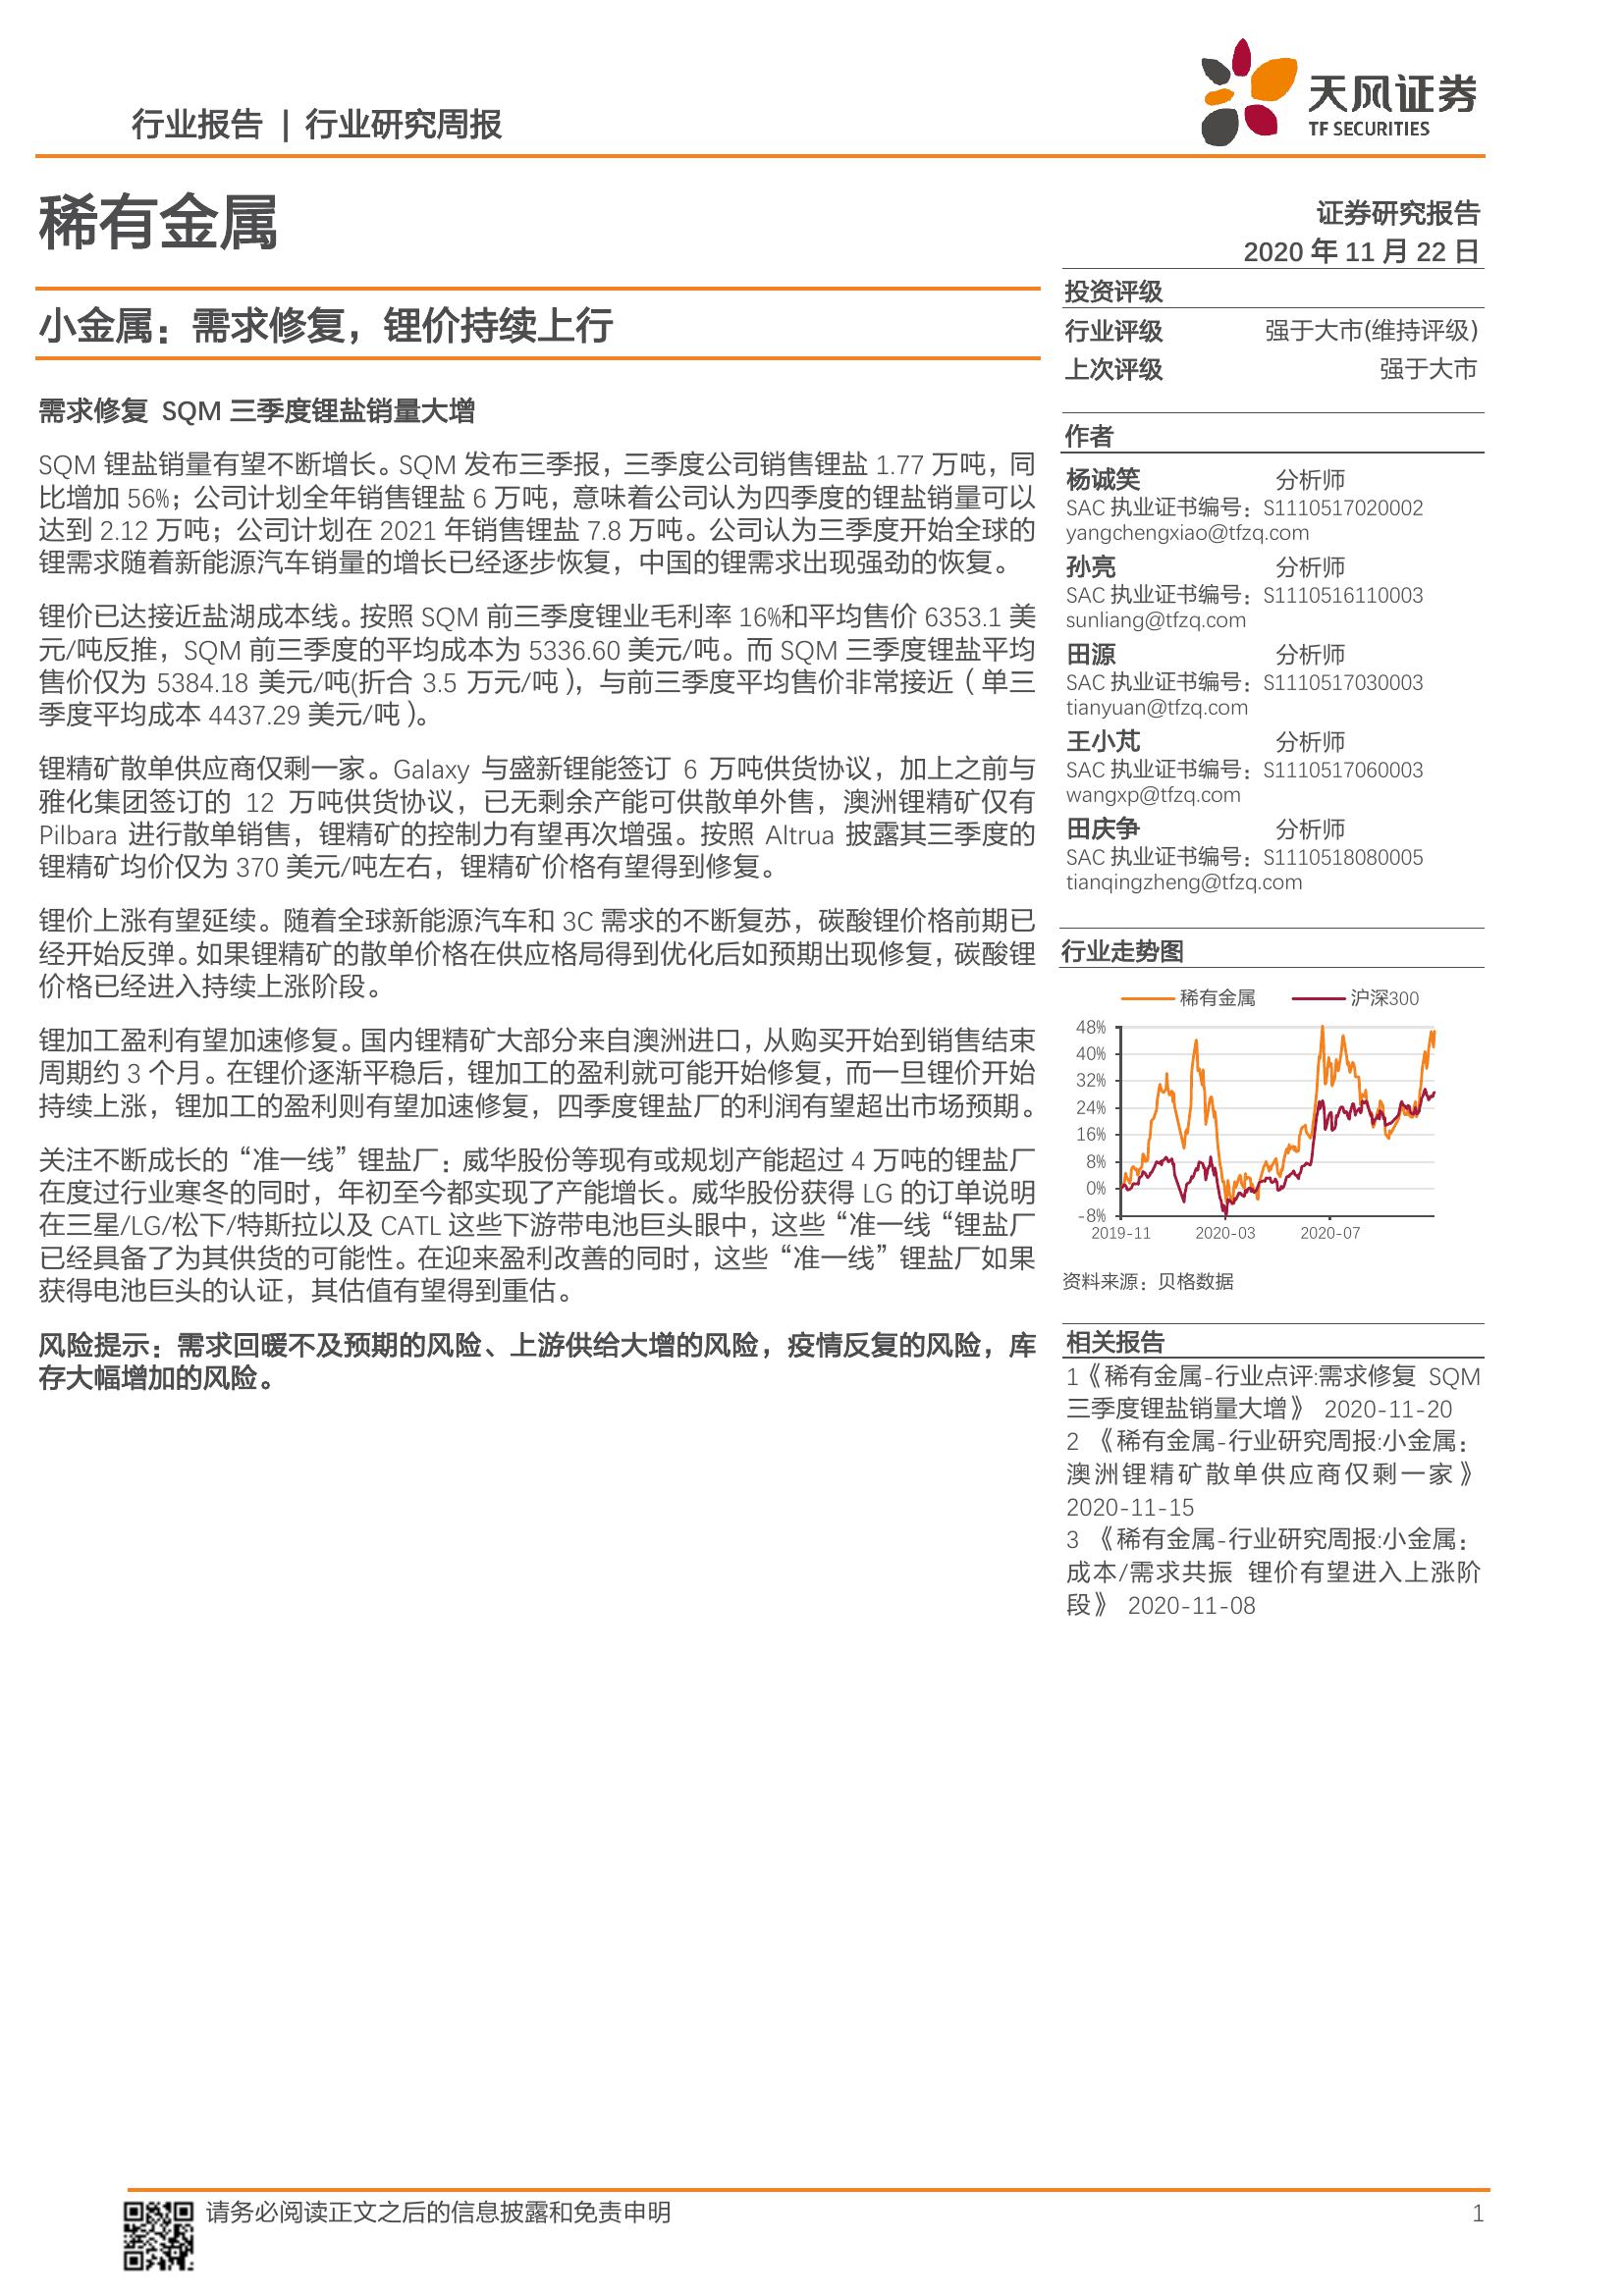 行业报告 | 行业研究周报
天风证券
TF SECURITIES
稀有金属
证券研究报告
2020 年 11 月 22 日
小金属：需求修复，锂价持续上行
需求修复 SQM 三季度锂盐销量大增
SQM 锂盐销量有望不断增长。SQM 发布三季报，三季度公司销售锂盐 1.77 万吨，同
比增加 56%；公司计划全年销售锂盐 6 万吨，意味着公司认为四季度的锂盐销量可以
达到 2.12 万吨；公司计划在 2021 年销售锂盐 7.8 万吨。公司认为三季度开始全球的
锂需求随着新能源汽车销量的增长已经逐步恢复，中国的锂需求出现强劲的恢复。
锂价已达接近盐湖成本线。按照 SQM 前三季度锂业毛利率 16%和平均售价 6353.1 美
元/吨反推，SQM 前三季度的平均成本为 5336.60 美元/吨。而 SQM 三季度锂盐平均
售价仅为 5384.18 美元/吨(折合 3.5 万元/吨)，与前三季度平均售价非常接近（单三
季度平均成本 4437.29 美元/吨）。
锂精矿散单供应商仅剩一家。Galaxy 与盛新锂能签订 6 万吨供货协议，加上之前与
雅化集团签订的 12 万吨供货协议，已无剩余产能可供散单外售，澳洲锂精矿仅有
Pilbara 进行散单销售，锂精矿的控制力有望再次增强。按照 Altrua 披露其三季度的
锂精矿均价仅为 370 美元/吨左右，锂精矿价格有望得到修复。
锂价上涨有望延续。随着全球新能源汽车和 3C 需求的不断复苏，碳酸锂价格前期已
经开始反弹。如果锂精矿的散单价格在供应格局得到优化后如预期出现修复，碳酸锂
价格已经进入持续上涨阶段。
锂加工盈利有望加速修复。国内锂精矿大部分来自澳洲进口，从购买开始到销售结束
周期约 3 个月。在锂价逐渐平稳后，锂加工的盈利就可能开始修复，而一旦锂价开始
持续上涨，锂加工的盈利则有望加速修复，四季度锂盐厂的利润有望超出市场预期。
关注不断成长的“准一线”锂盐厂：威华股份等现有或规划产能超过 4 万吨的锂盐厂
在度过行业寒冬的同时，年初至今都实现了产能增长。威华股份获得 LG 的订单说明
在三星/LG/松下/特斯拉以及 CATL 这些下游带电池巨头眼中，这些“准一线“锂盐厂
已经具备了为其供货的可能性。在迎来盈利改善的同时，这些“准一线”锂盐厂如果
获得电池巨头的认证，其估值有望得到重估。
风险提示：需求回暖不及预期的风险、上游供给大增的风险，疫情反复的风险，库
存大幅增加的风险。
投资评级
行业评级 强于大市(维持评级)
上次评级 强于大市
作者
杨诚笑 分析师
SAC 执业证书编号：S1110517020002
yangchengxiao@tfzq.com
孙亮 分析师
SAC 执业证书编号：S1110516110003
sunliang@tfzq.com
田源 分析师
SAC 执业证书编号：S1110517030003
tianyuan@tfzq.com
王小芃 分析师
SAC 执业证书编号：S1110517060003
wangxp@tfzq.com
田庆争 分析师
SAC 执业证书编号：S1110518080005
tianqingzheng@tfzq.com
行业走势图
稀有金属 沪深300
48%
40%
32%
24%
16%
8%
0%
-8%
2019-11 2020-03 2020-07
资料来源：贝格数据
相关报告
1《稀有金属-行业点评:需求修复 SQM
三季度锂盐销量大增》 2020-11-20
2 《稀有金属-行业研究周报:小金属：
澳洲锂精矿散单供应商仅剩一家》
2020-11-15
3 《稀有金属-行业研究周报:小金属：
成本/需求共振 锂价有望进入上涨阶
段》 2020-11-08
请务必阅读正文之后的信息披露和免责申明
1